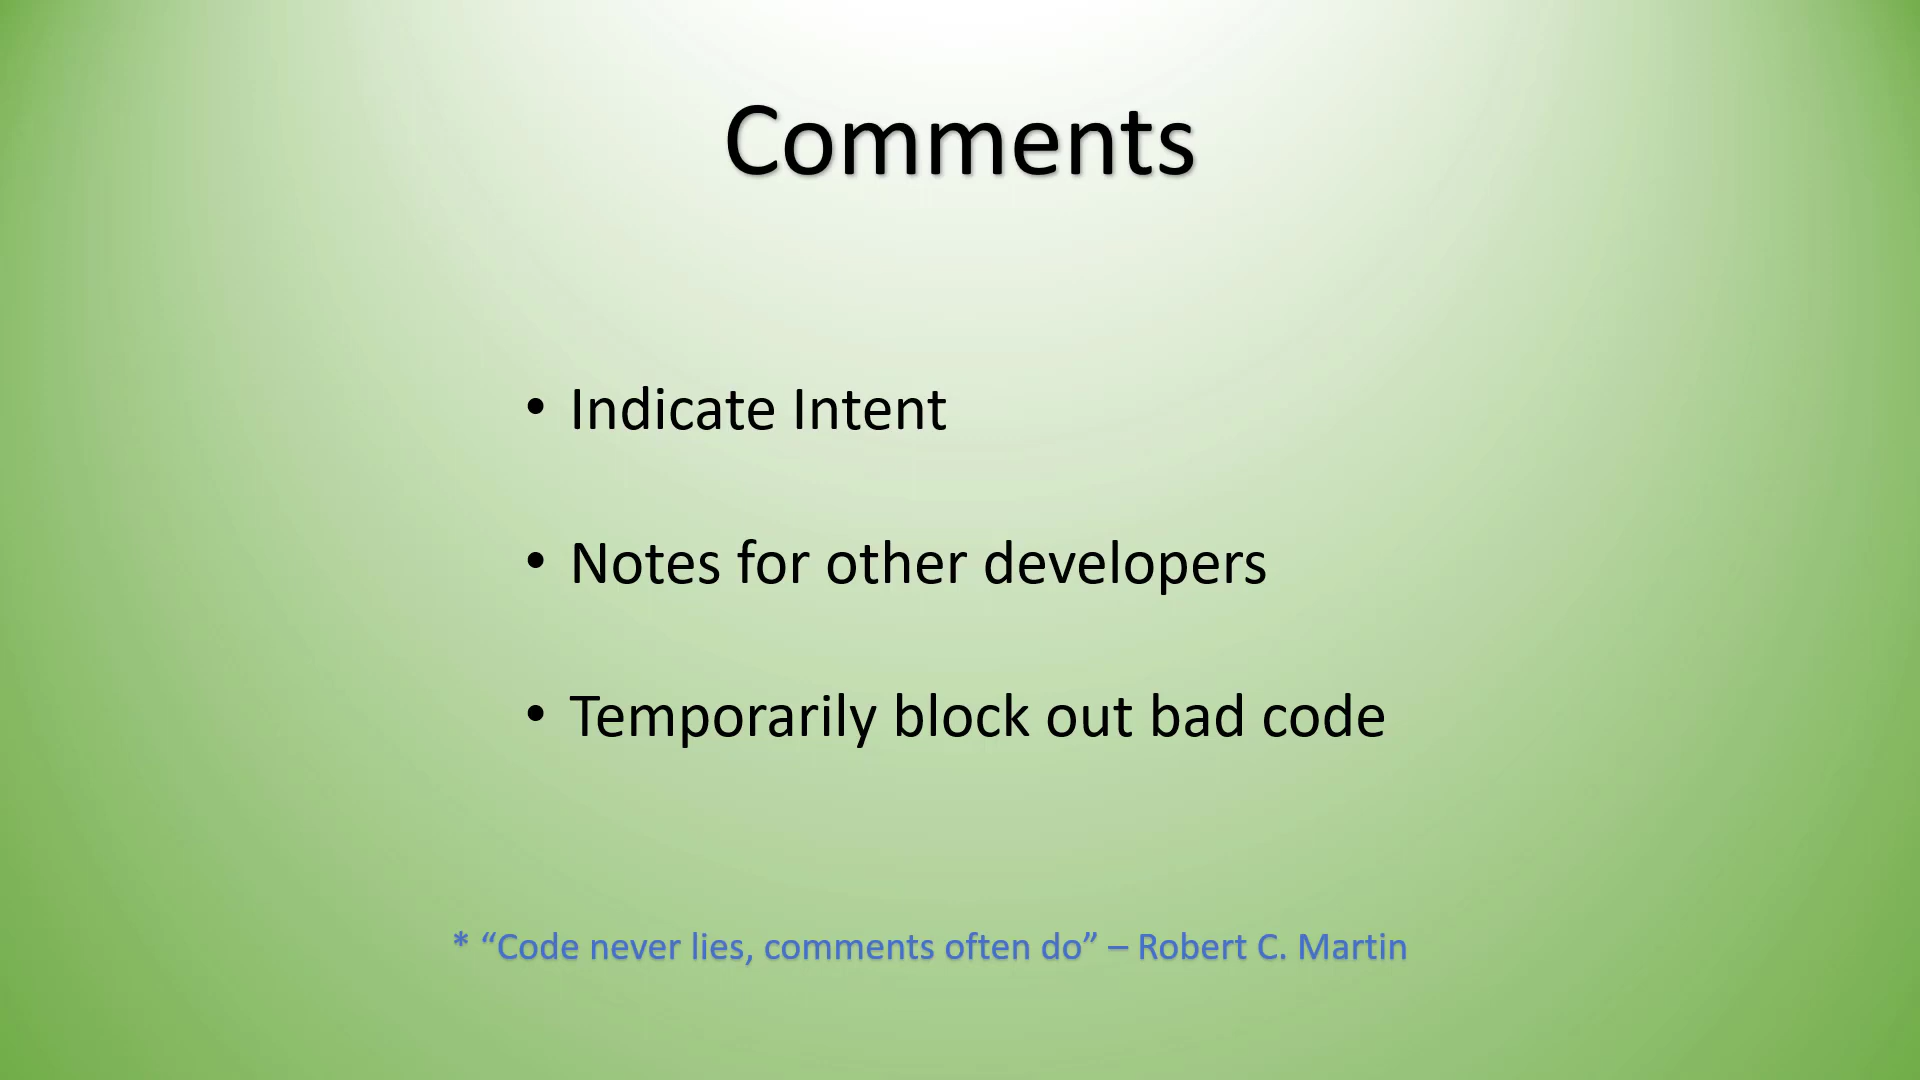 Comments
• Indicate Intent
• Notes for other developers
• Temporarily block out bad code
* “Code never lies, comments often do” – Robert C. Martin